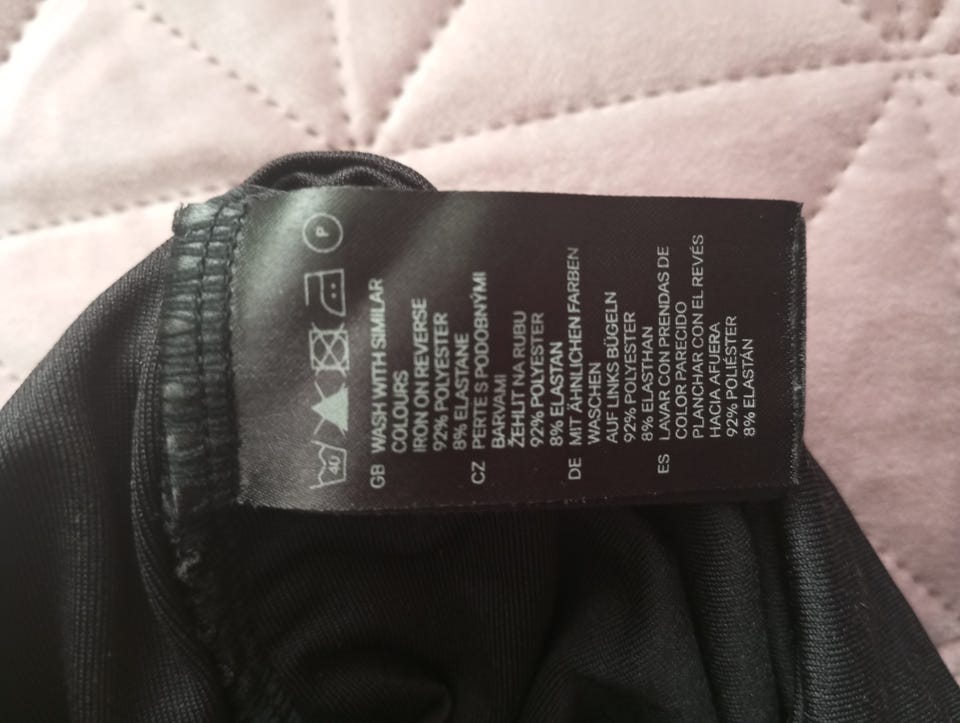 40 P
GB WASH WITH SIMILAR
COLOURS
IRON ON REVERSE
92% POLYESTER
8% ELASTANE
CZ PERTE S PODOBNÝMI
BARVAMI
ŽEHLIT NA RUBU
92% POLYESTER
8% ELASTAN
DE MIT ÄHNLICHEN FARBEN
WASCHEN
AUF LINKS BÜGELN
92% POLYESTER
8% ELASTHAN
ES LAVAR CON PRENDAS DE
COLOR PARECIDO
PLANCHAR CON EL REVÉS
HACIA AFUERA
92% POLIÉSTER
8% ELASTÁN